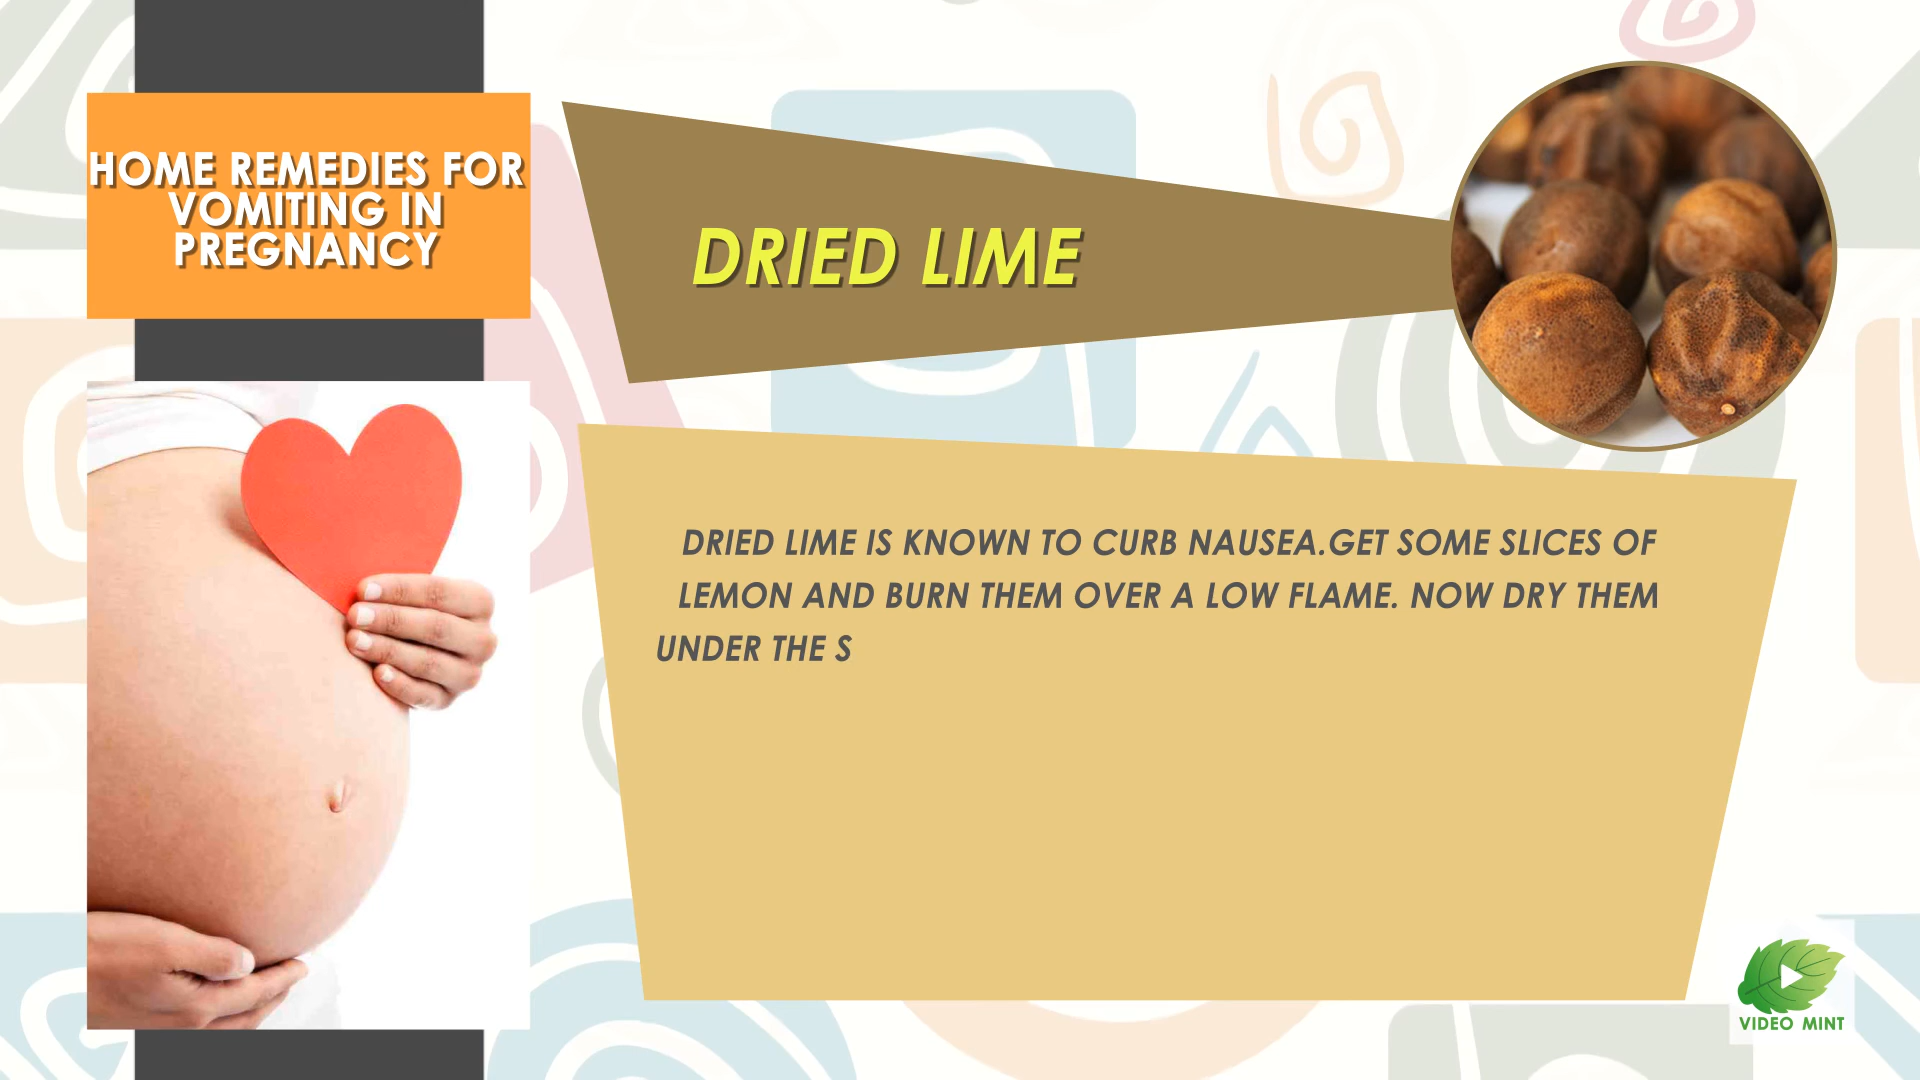 HOME REMEDIES FOR
VOMITING IN
PREGNANCY
DRIED LIME
DRIED LIME IS KNOWN TO CURB NAUSEA.GET SOME SLICES OF
LEMON AND BURN THEM OVER A LOW FLAME. NOW DRY THEM
UNDER THE S
VIDEO MINT